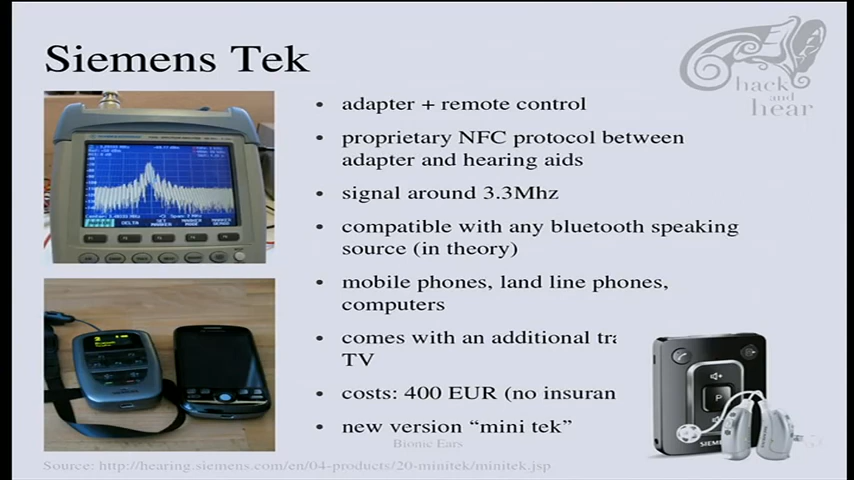 Siemens Tek
hack
and
hear
• adapter + remote control
• proprietary NFC protocol between
adapter and hearing aids
• signal around 3.3Mhz
• compatible with any bluetooth speaking
source (in theory)
• mobile phones, land line phones,
computers
• comes with an additional tra
TV
• costs: 400 EUR (no insuran
• new version “mini tek”
P
SIEM
Bionic Ears
Source: http://hearing.siemens.com/en/04-products/20-minitek/minitek.jsp